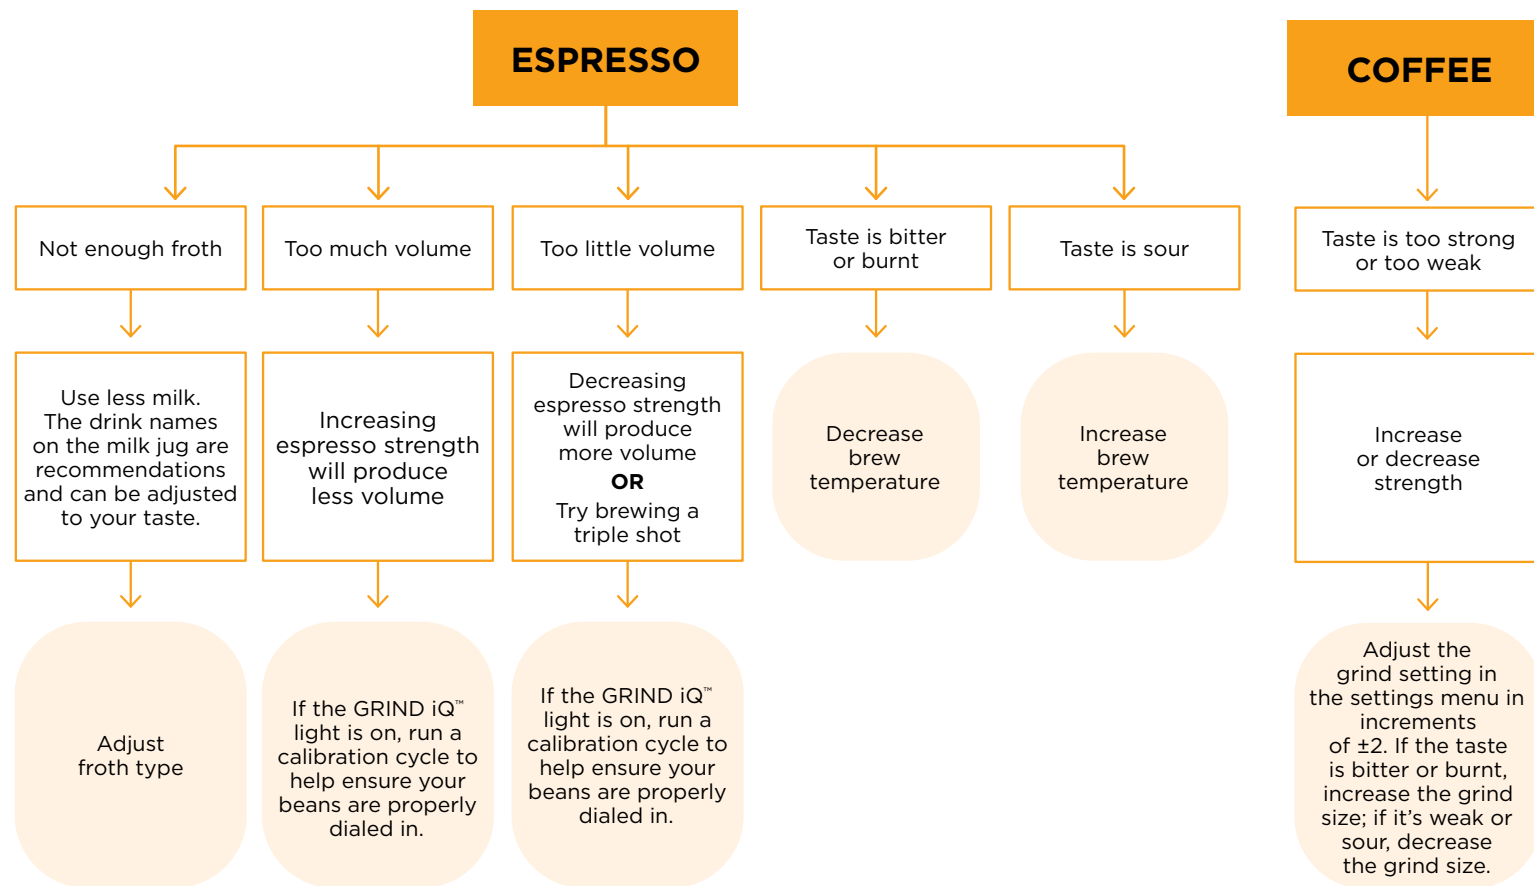 ESPRESSO
COFFEE
Not enough froth
Too much volume
Too little volume
Taste is bitter
or burnt
Taste is sour
Taste is too strong
or too weak
Use less milk.
The drink names
on the milk jug are
recommendations
and can be adjusted
to your taste.
Increasing
espresso strength
will produce
less volume
Decreasing
espresso strength
will produce
more volume
OR
Try brewing a
triple shot
Decrease
brew
temperature
Increase
brew
temperature
Increase
or decrease
strength
Adjust
froth type
If the GRIND iQ™
light is on, run a
calibration cycle to
help ensure your
beans are properly
dialed in.
If the GRIND iQ™
light is on, run a
calibration cycle to
help ensure your
beans are properly
dialed in.
Adjust the
grind setting in
the settings menu in
increments
of ±2. If the taste
is bitter or burnt,
increase the grind
size; if it’s weak or
sour, decrease
the grind size.